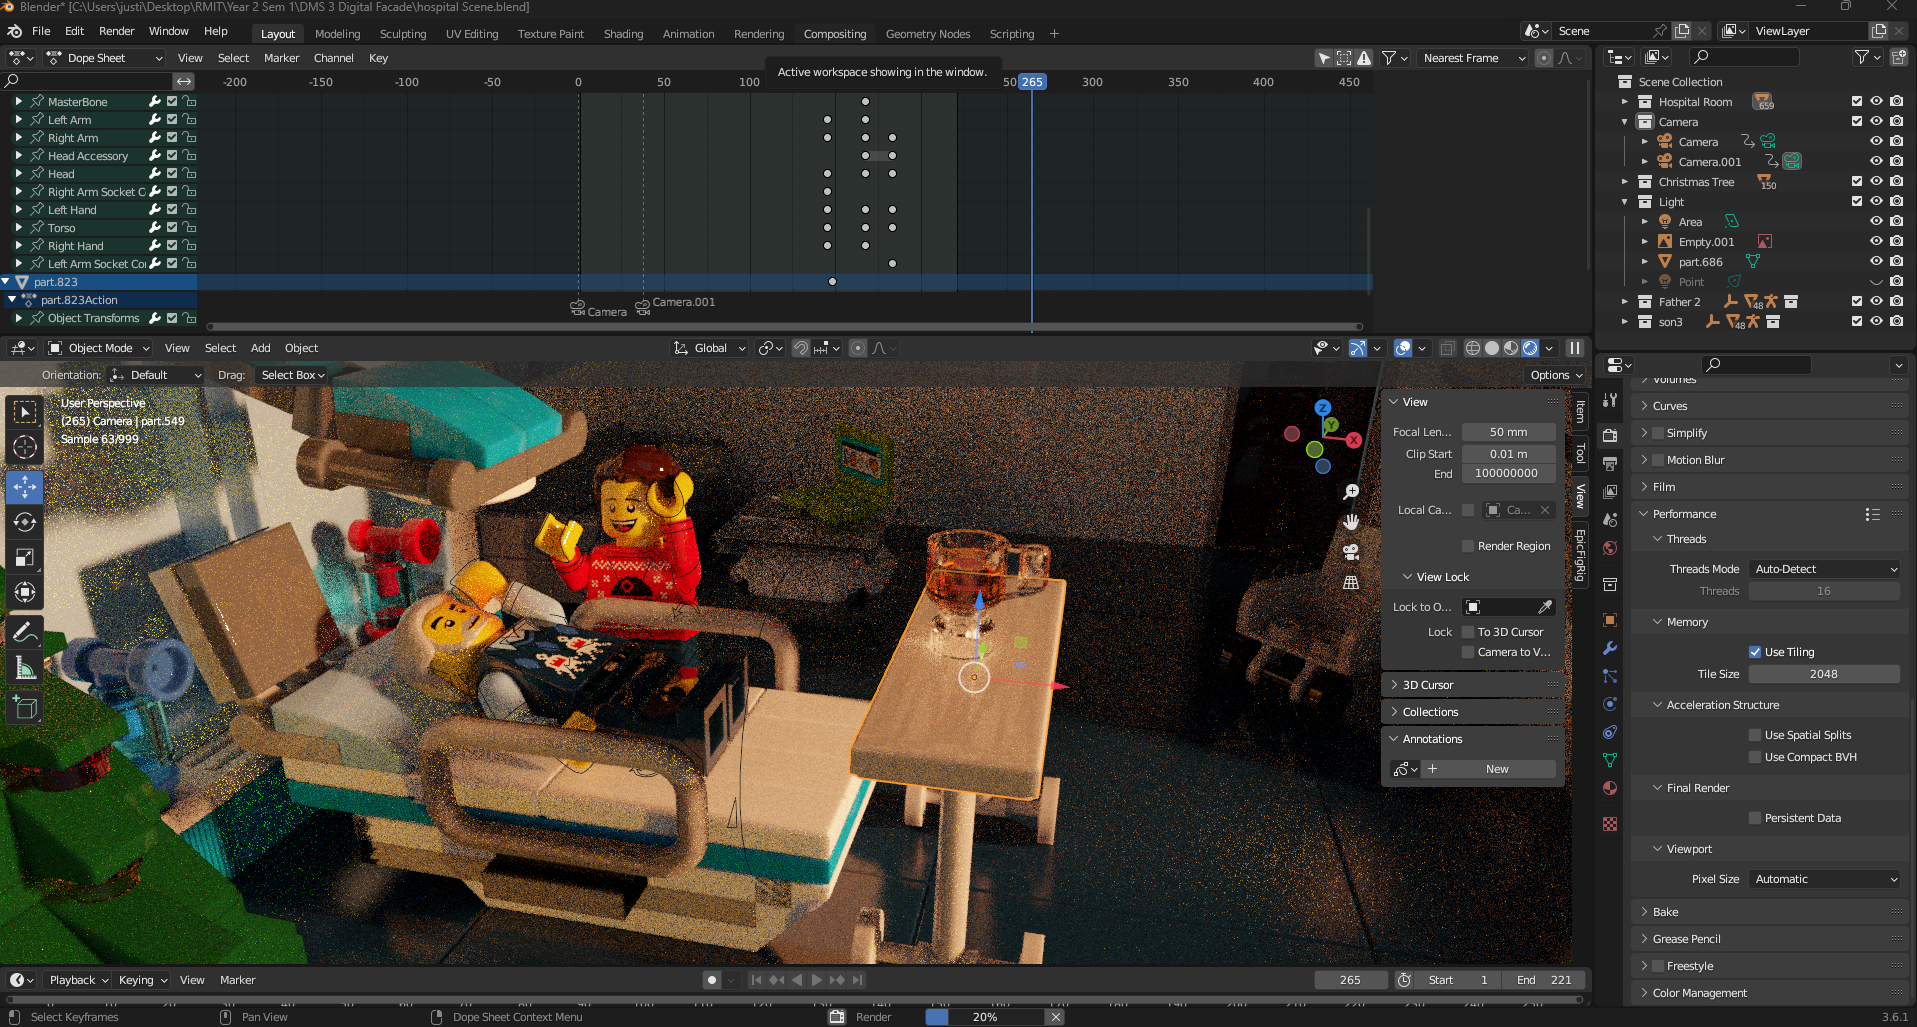 Blender* [C:\Users\justi\Desktop\RMIT\Year 2 Sem 1\DMS 3 Digital Facade\hospital Scene.blend]
File Edit Render Window Help Layout Modeling Sculpting UV Editing Texture Paint Shading Animation Rendering Compositing Geometry Nodes Scripting + Scene ViewLayer
Dope Sheet View Select Marker Channel Key Nearest Frame
Active workspace showing in the window.
-200 -150 -100 -50 0 50 100 50 265 300 350 400 450
MasterBone
Left Arm
Right Arm
Head Accessory
Head
Right Arm Socket C
Left Hand
Torso
Right Hand
Left Arm Socket Co
part.823
part.823Action
Object Transforms
Camera Camera.001
Scene Collection
Hospital Room 659
Camera
Camera
Camera.001
Christmas Tree 150
Light
Area
Empty.001
part.686
Point
Father 2 48
son3 48
Object Mode View Select Add Object Global
Orientation: Default Drag: Select Box Options
User Perspective
(265) Camera | part.549
Sample 63/999
Z
Y
X
View
Focal Len... 50 mm
Clip Start 0.01 m
End 100000000
Local Ca... Ca...
Render Region
View Lock
Lock to O...
Lock To 3D Cursor
Camera to V...
3D Cursor
Collections
Annotations
+ New
Item
Tool
View
EpicFigRig
Volumes
Curves
Simplify
Motion Blur
Film
Performance
Threads
Threads Mode Auto-Detect
Threads 16
Memory
Use Tiling
Tile Size 2048
Acceleration Structure
Use Spatial Splits
Use Compact BVH
Final Render
Persistent Data
Viewport
Pixel Size Automatic
Bake
Grease Pencil
Freestyle
Color Management
Playback Keying View Marker 265 Start 1 End 221
Select Keyframes Pan View Dope Sheet Context Menu Render 20% 3.6.1